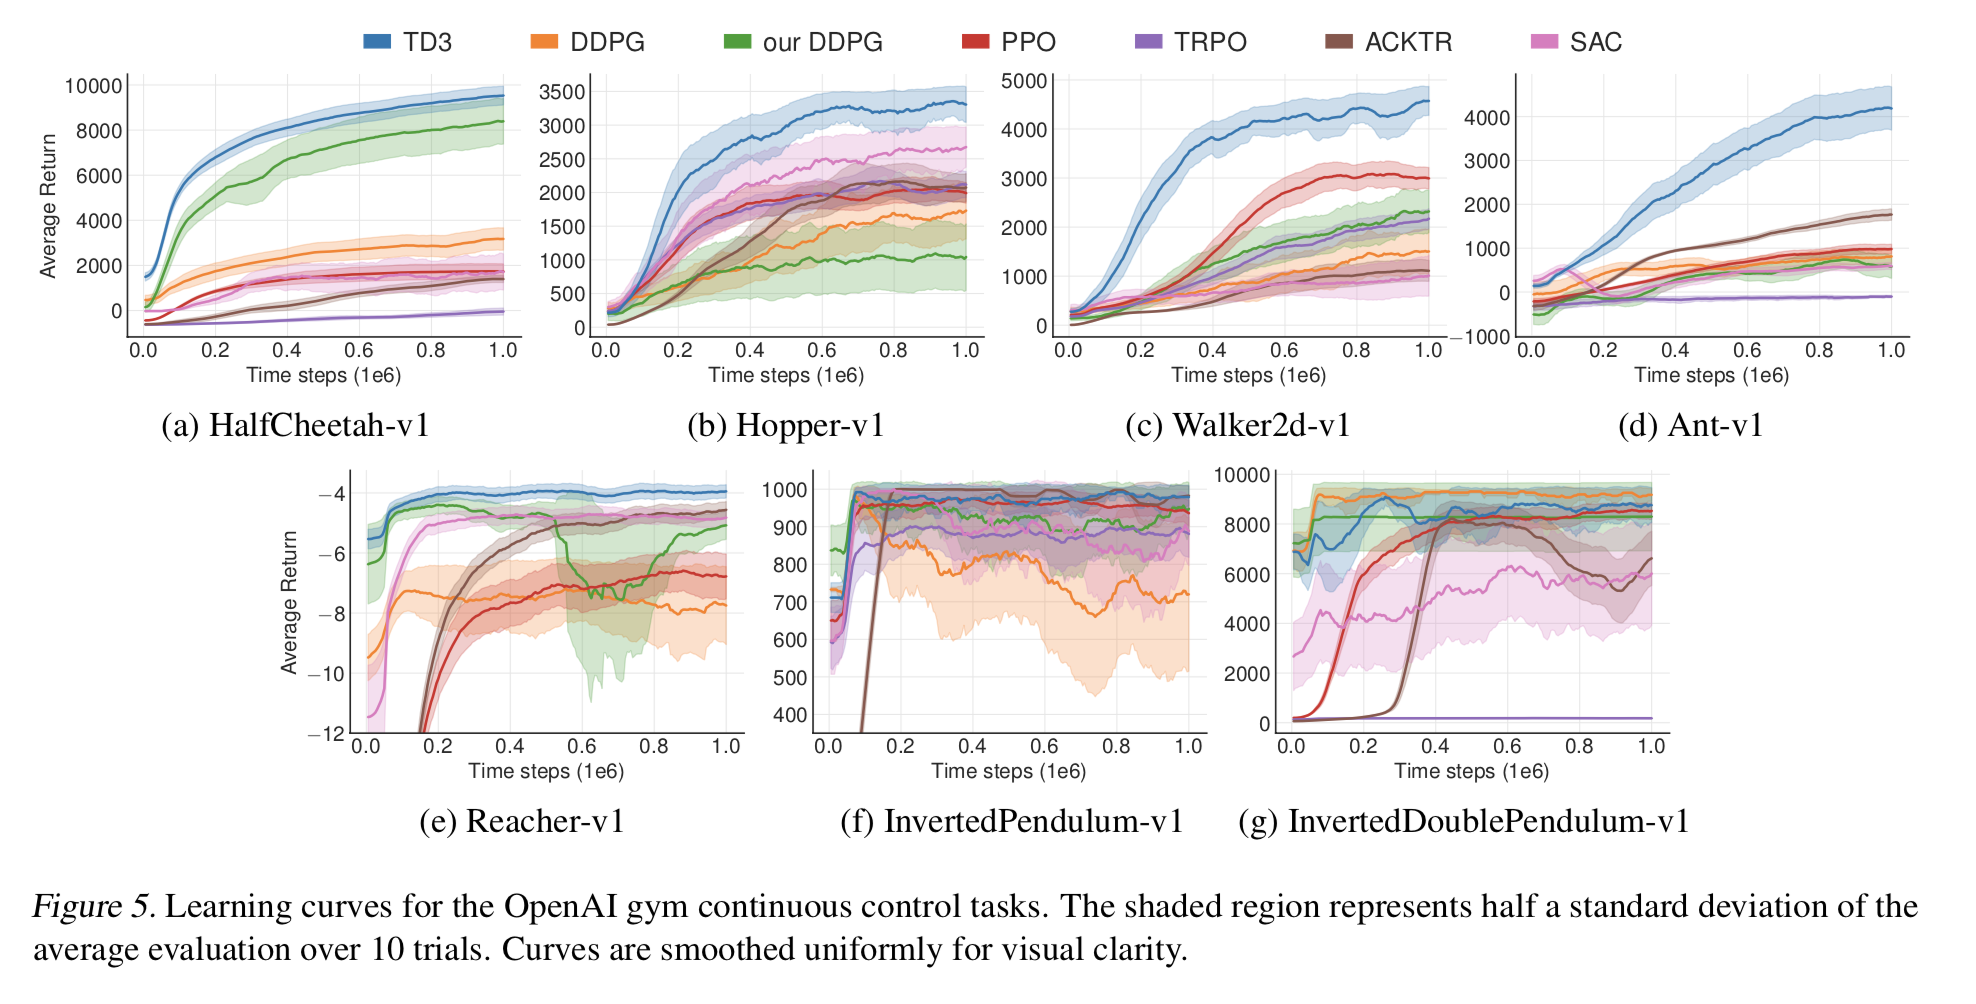 TD3 DDPG our DDPG PPO TRPO ACKTR SAC
Average Return
10000
8000
6000
4000
2000
0
0.0 0.2 0.4 0.6 0.8 1.0
Time steps (1e6)
(a) HalfCheetah-v1
3500
3000
2500
2000
1500
1000
500
0
0.0 0.2 0.4 0.6 0.8 1.0
Time steps (1e6)
(b) Hopper-v1
5000
4000
3000
2000
1000
0
0.0 0.2 0.4 0.6 0.8 1.0
Time steps (1e6)
(c) Walker2d-v1
4000
3000
2000
1000
0
−1000
0.0 0.2 0.4 0.6 0.8 1.0
Time steps (1e6)
(d) Ant-v1
Average Return
−4
−6
−8
−10
−12
0.0 0.2 0.4 0.6 0.8 1.0
Time steps (1e6)
(e) Reacher-v1
1000
900
800
700
600
500
400
0.0 0.2 0.4 0.6 0.8 1.0
Time steps (1e6)
(f) InvertedPendulum-v1
10000
8000
6000
4000
2000
0
0.0 0.2 0.4 0.6 0.8 1.0
Time steps (1e6)
(g) InvertedDoublePendulum-v1
Figure 5. Learning curves for the OpenAI gym continuous control tasks. The shaded region represents half a standard deviation of the
average evaluation over 10 trials. Curves are smoothed uniformly for visual clarity.